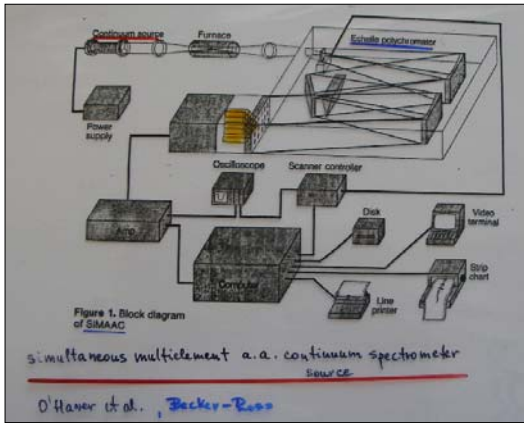 Continuum source
Furnace
Echelle polychromator
Power supply
Oscilloscope
Scanner controller
Amp
Disk
Video terminal
Computer
Strip chart
Line printer
Figure 1. Block diagram
of SIMAAC
simultaneous multielement a.a. continuum spectrometer
source
O'Haver et al. , Becker-Ross